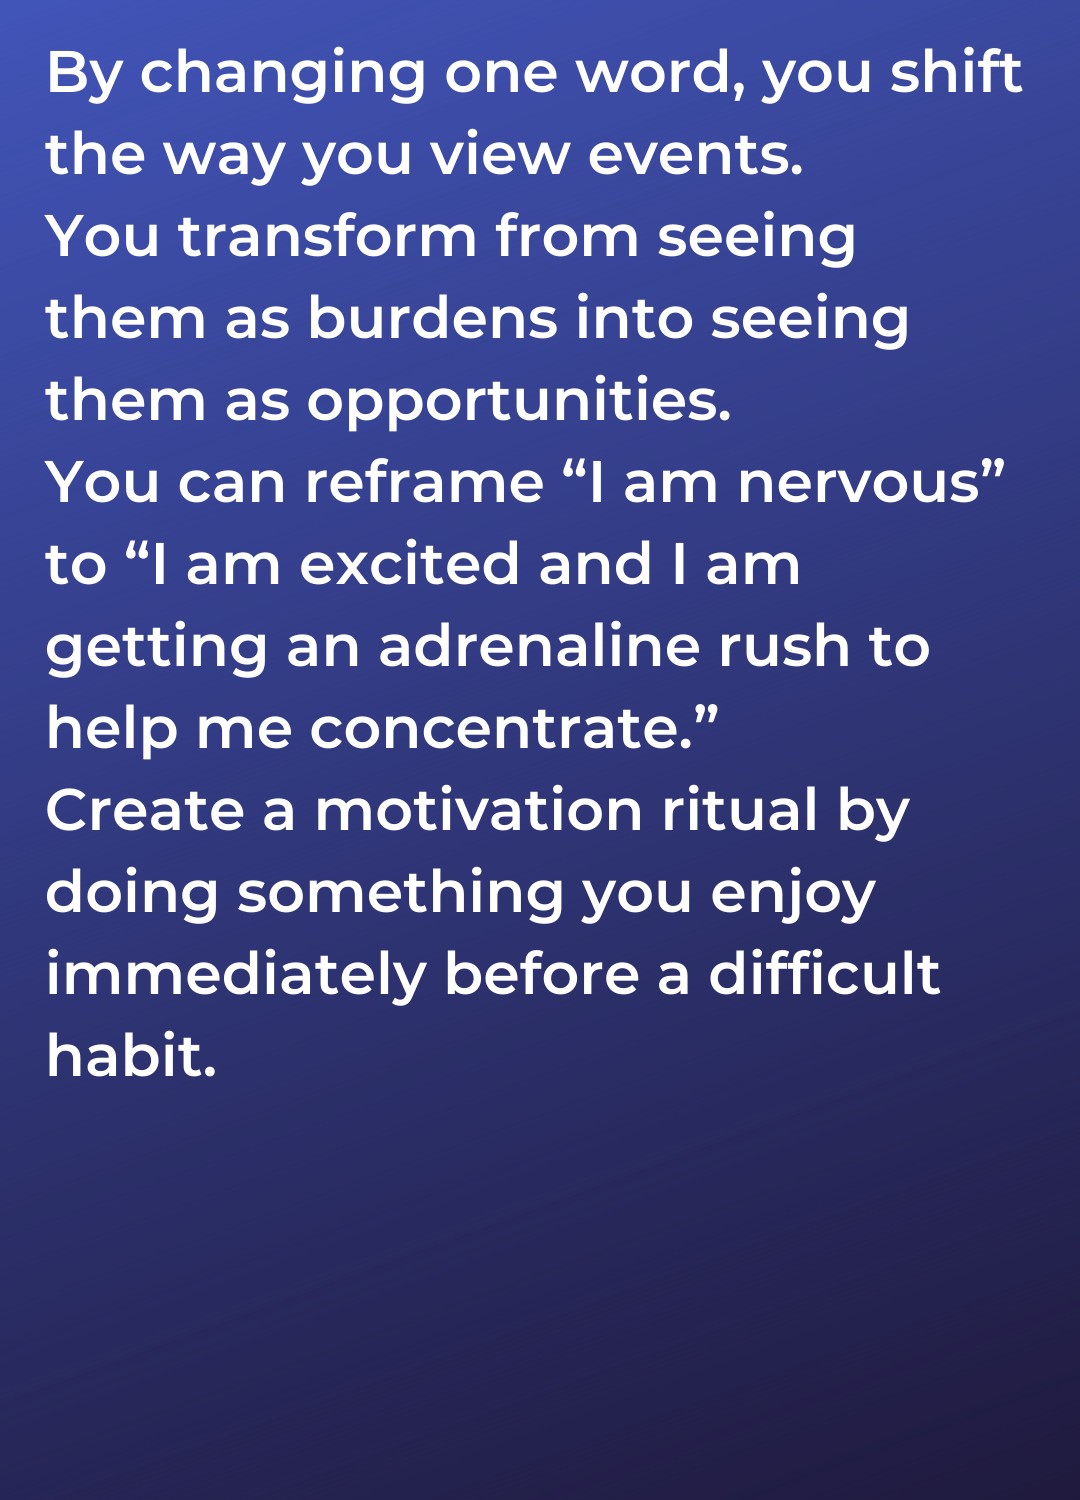 By changing one word, you shift
the way you view events.
You transform from seeing
them as burdens into seeing
them as opportunities.
You can reframe “I am nervous”
to “I am excited and I am
getting an adrenaline rush to
help me concentrate.”
Create a motivation ritual by
doing something you enjoy
immediately before a difficult
habit.